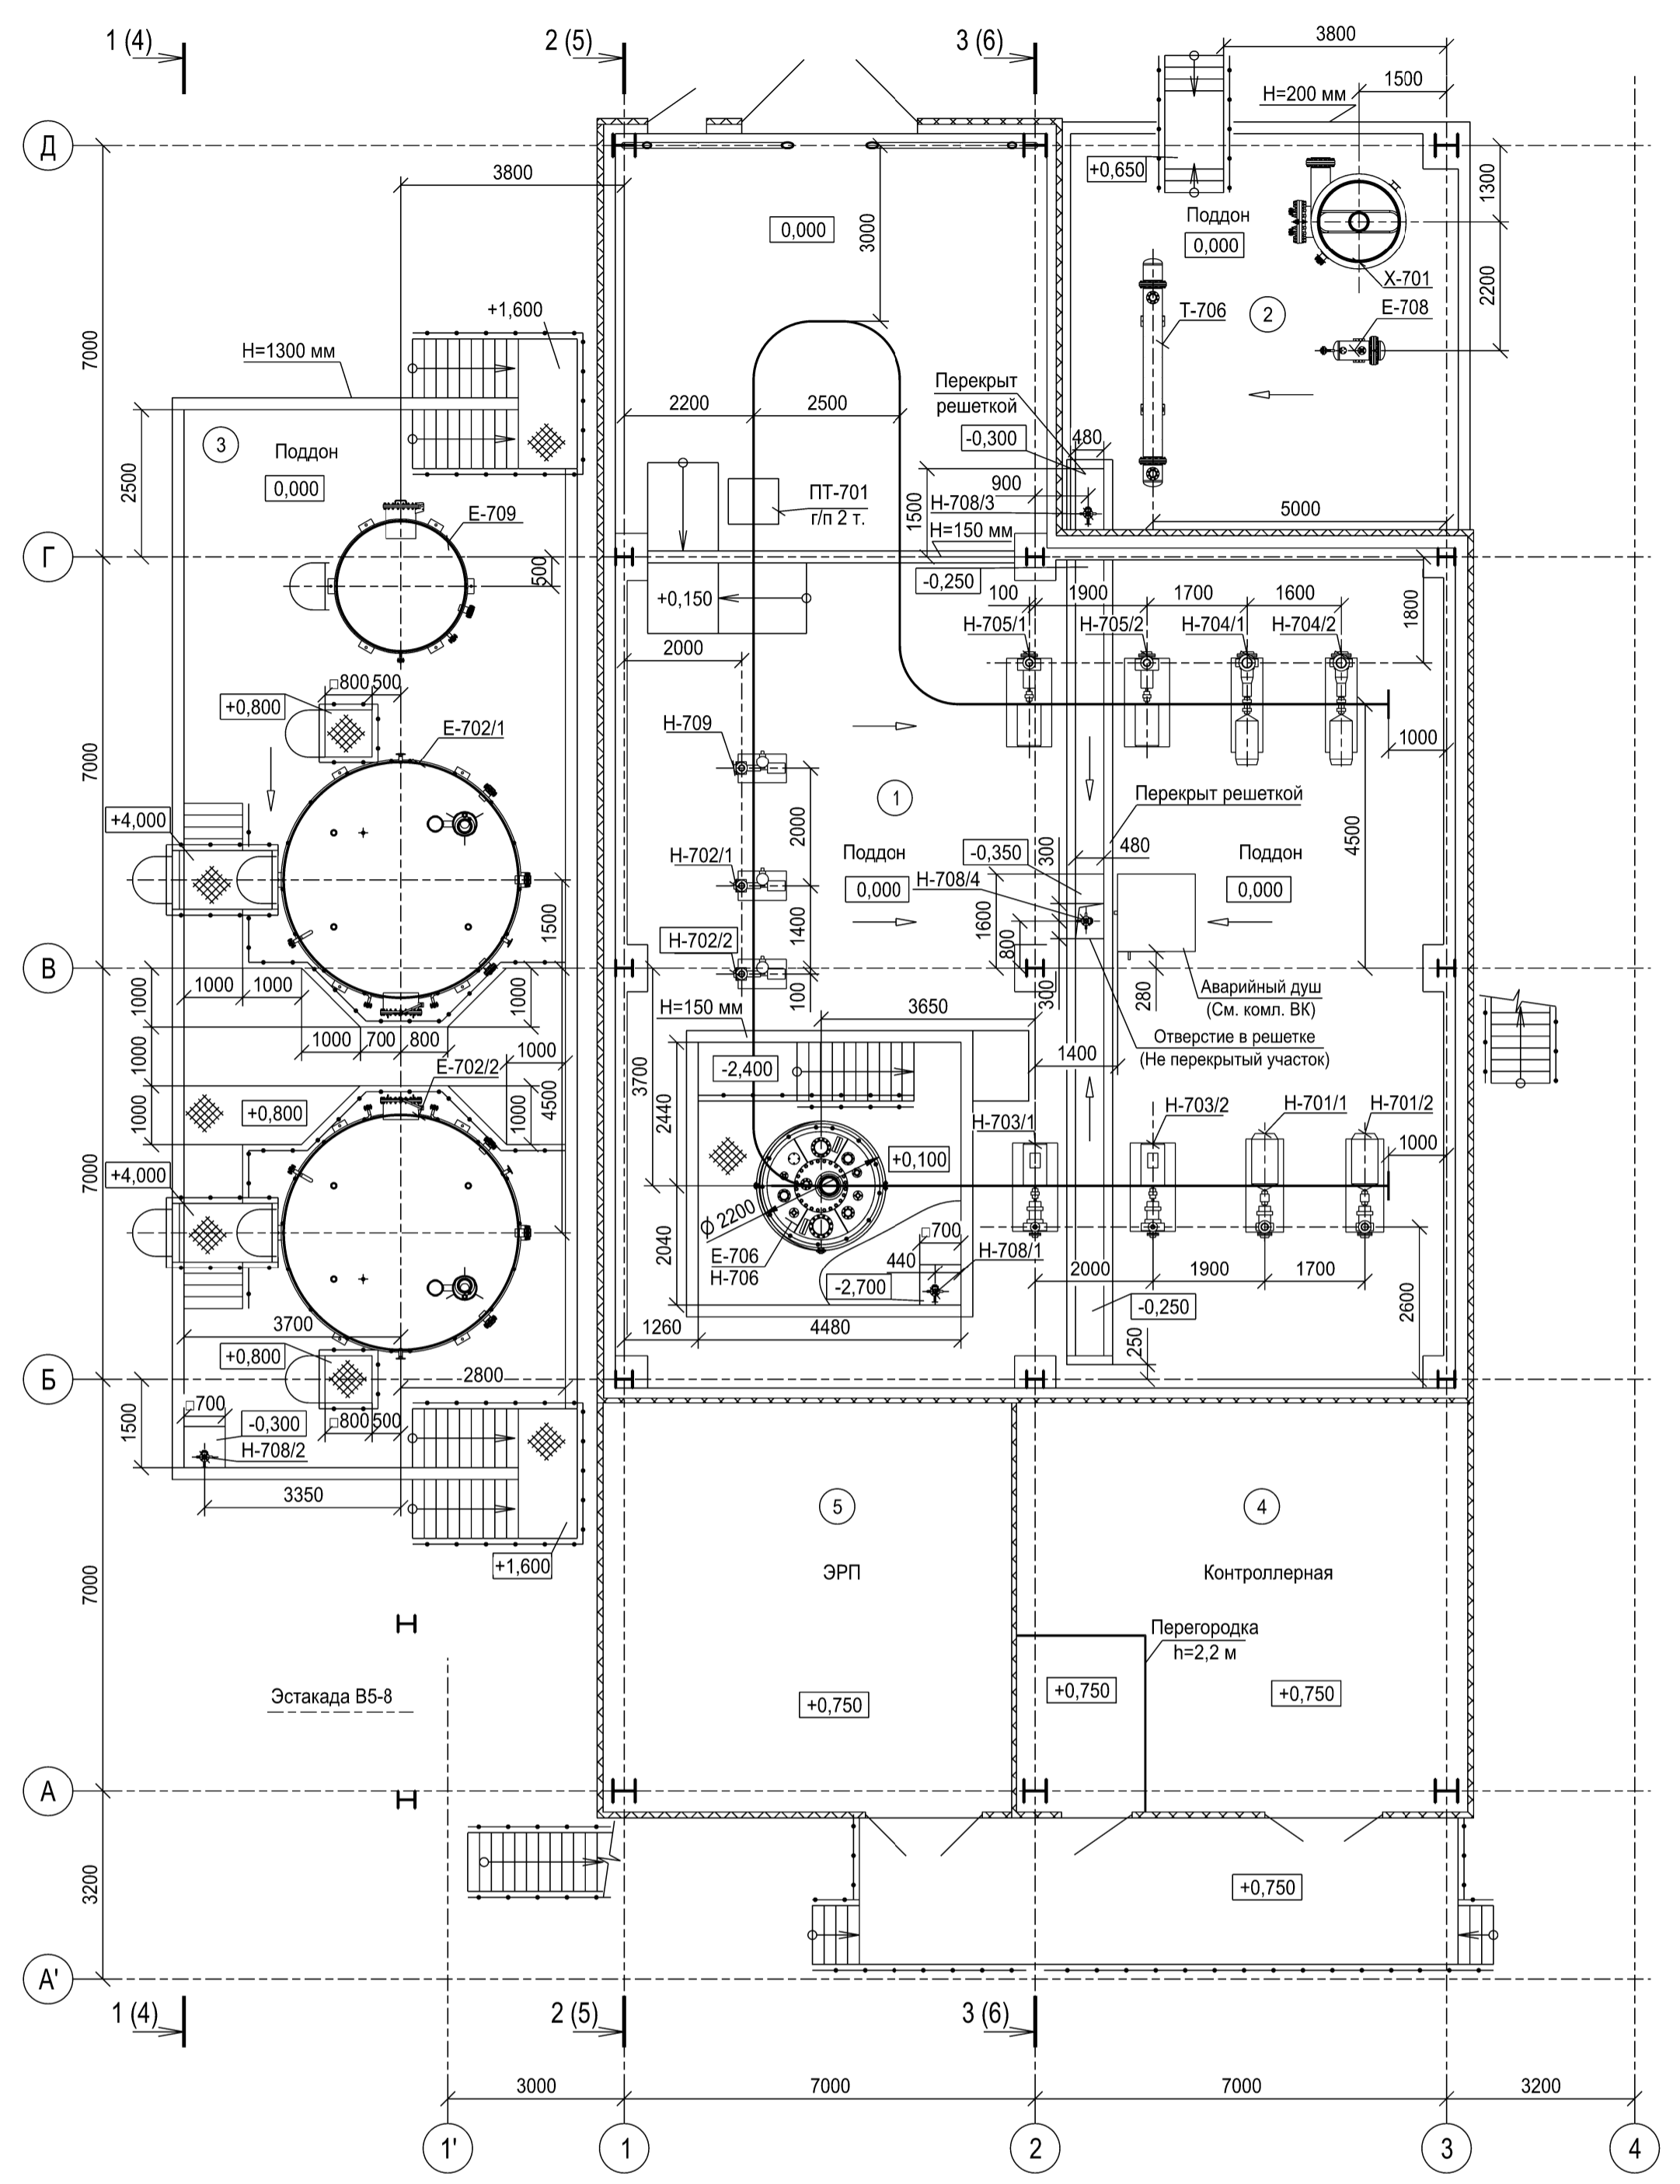 1 (4)
2 (5)
3 (6)
3800
1500
H=200 мм
Д
3800
+0,650
1300
Поддон
0,000
0,000
3000
Х-701
2200
Е-708
Т-706
2
+1,600
7000
H=1300 мм
Перекрыт
решеткой
2200
2500
-0,300
480
3
Поддон
0,000
2500
900
ПТ-701
г/п 2 т.
Н-708/3
1500
5000
Е-709
H=150 мм
Г
500
-0,250
+0,150
100
1900
1700
1600
1800
Н-705/1
Н-705/2
Н-704/1
Н-704/2
2000
□800
500
+0,800
Е-702/1
Н-709
1000
7000
1
Перекрыт решеткой
+4,000
2000
4500
Н-702/1
Поддон
0,000
-0,350
300
480
Поддон
0,000
Н-708/4
1500
1400
1600
800
Н-702/2
В
1000
1000
1000
1000
100
300
280
Аварийный душ
(См. компл. ВК)
H=150 мм
3650
Отверстие в решетке
(Не перекрытый участок)
1000
700
800
1000
1000
Е-702/2
3700
-2,400
1400
1000
+0,800
1000
4500
2440
Н-703/1
Н-703/2
Н-701/1
Н-701/2
7000
+4,000
+0,100
1000
Ø 2200
2040
Е-706
Н-706
□700
440
Н-708/1
-2,700
2000
1900
1700
-0,250
2600
3700
1260
4480
250
+0,800
Б
2800
1500
□700
-0,300
Н-708/2
□800
500
3350
5
4
+1,600
ЭРП
Контроллерная
7000
Перегородка
h=2,2 м
Эстакада В5-8
+0,750
+0,750
+0,750
А
3200
+0,750
А'
1 (4)
2 (5)
3 (6)
3000
7000
7000
3200
1'
1
2
3
4